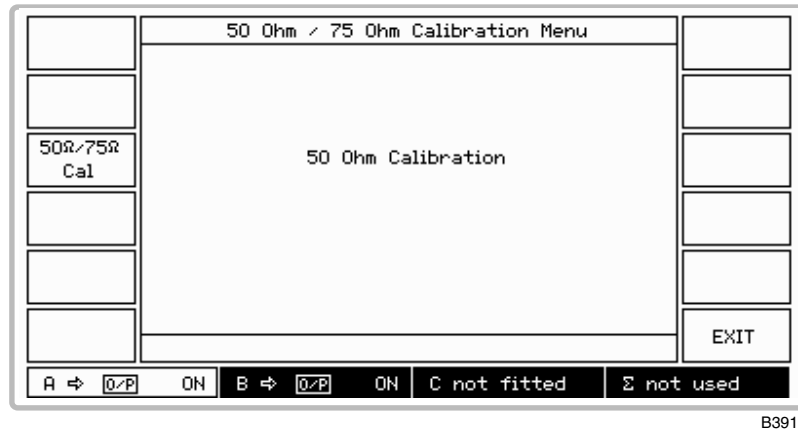 50 Ohm / 75 Ohm Calibration Menu
50Ω/75Ω
Cal
50 Ohm Calibration
EXIT
A ⇨ O/P ON B ⇨ O/P ON C not fitted Σ not used
B3914